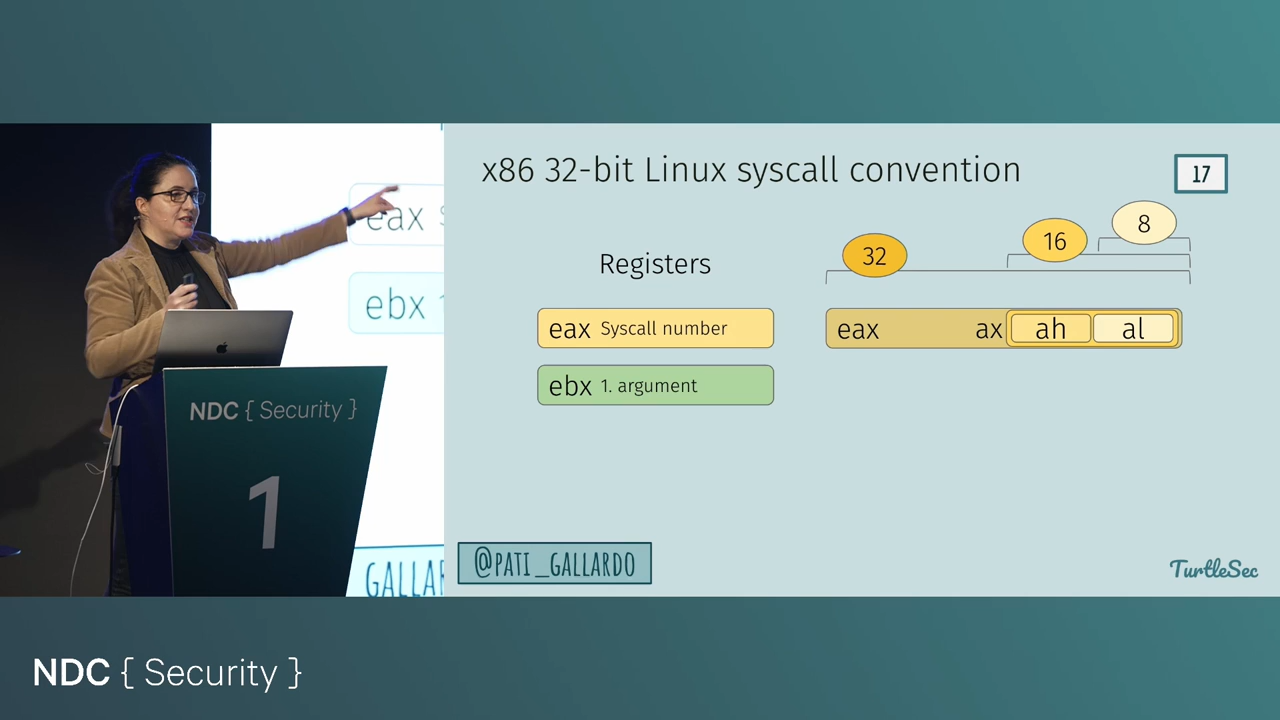 x86 32-bit Linux syscall convention
17
Registers
32
16
8
eax Syscall number
eax ax ah al
ebx 1. argument
@PATI_GALLARDO
TurtleSec
eax
ebx
GALLAR
NDC { Security }
1
NDC { Security }